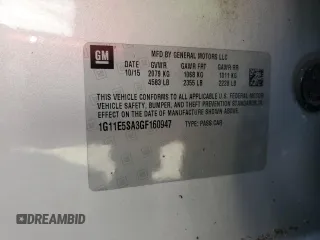 GM
MFD BY GENERAL MOTORS LLC
DATE GVWR GAWR FRT GAWR RR
10/15 2079 KG 1068 KG 1011 KG
4583 LB 2355 LB 2229 LB
THIS VEHICLE CONFORMS TO ALL APPLICABLE U.S. FEDERAL MOTOR VEHICLE
SAFETY, BUMPER, AND THEFT PREVENTION STANDARDS IN EFFECT ON THE
DATE OF MANUFACTURE SHOWN ABOVE.
1G11E5SA3GF160947 TYPE: PASS CAR
DREAMBID